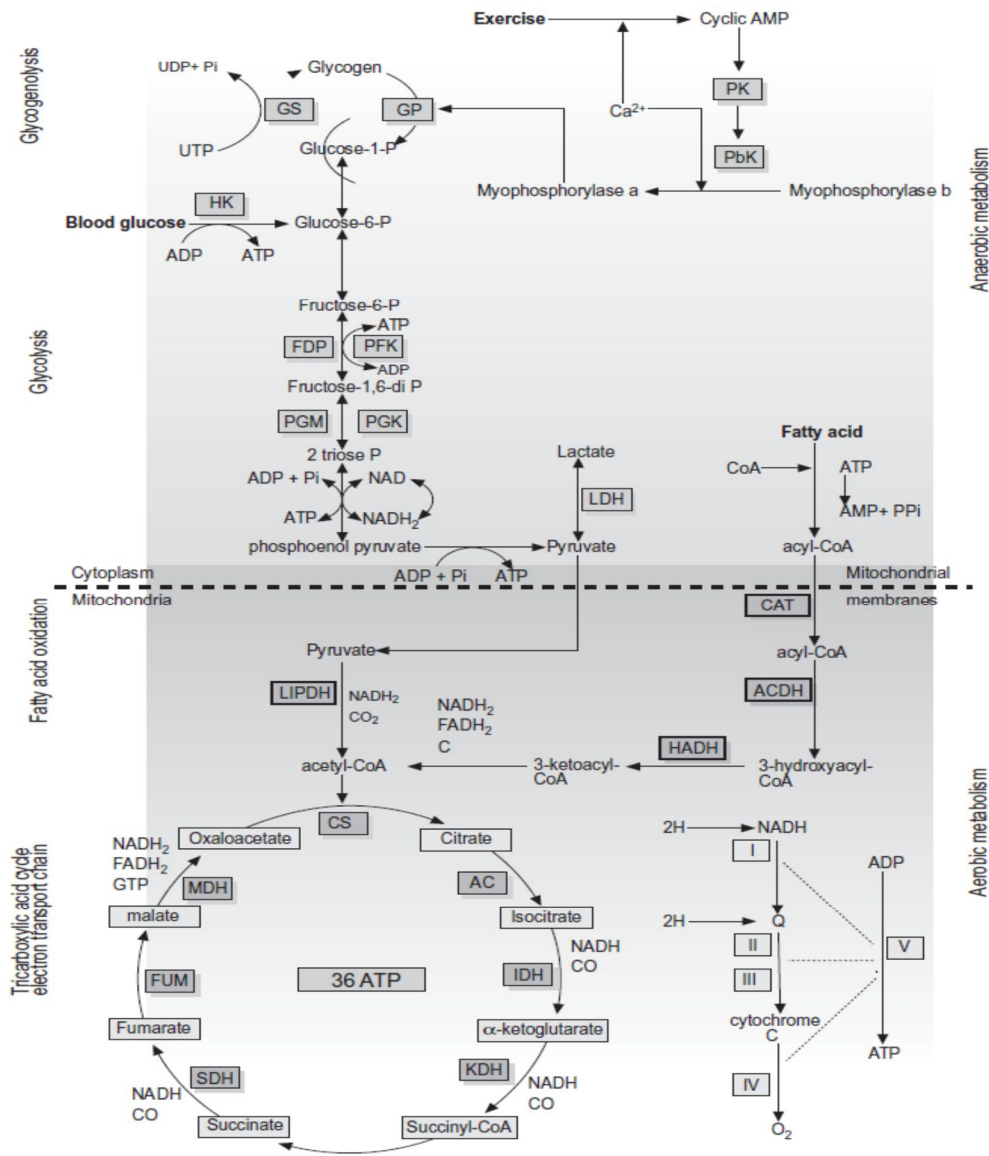 Exercise
Cyclic AMP
Glycogenolysis
UDP+ Pi
Glycogen
GS
GP
PK
Ca2+
UTP
Glucose-1-P
PbK
Anaerobic metabolism
Myophosphorylase a
Myophosphorylase b
HK
Blood glucose
Glucose-6-P
ADP
ATP
Glycolysis
Fructose-6-P
ATP
FDP
PFK
ADP
Fructose-1,6-di P
PGM
PGK
2 triose P
ADP + Pi
NAD
ATP
NADH2
phosphoenol pyruvate
ADP + Pi
ATP
Lactate
LDH
Pyruvate
Fatty acid
CoA
ATP
AMP+ PPi
acyl-CoA
Cytoplasm
Mitochondrial
Mitochondria
membranes
CAT
Fatty acid oxidation
Pyruvate
acyl-CoA
LIPDH
NADH2
CO2
NADH2
FADH2
C
ACDH
HADH
acetyl-CoA
3-ketoacyl-
CoA
3-hydroxyacyl-
CoA
Aerobic metabolism
Tricarboxylic acid cycle
electron transport chain
CS
Oxaloacetate
Citrate
NADH2
FADH2
GTP
MDH
AC
malate
Isocitrate
NADH
CO
FUM
36 ATP
IDH
Fumarate
α-ketoglutarate
SDH
KDH
NADH
CO
NADH
CO
Succinate
Succinyl-CoA
2H
NADH
I
ADP
2H
Q
II
V
III
cytochrome
C
ATP
IV
O2